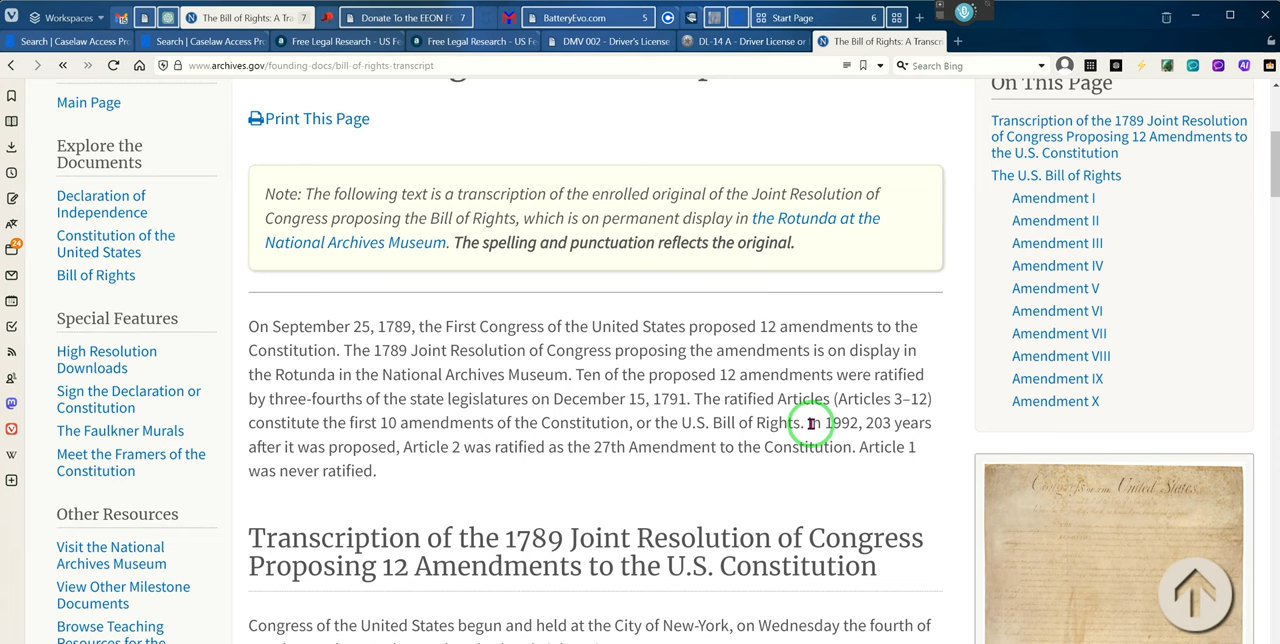 Workspaces
The Bill of Rights: A Tra
7
Donate To the EEON F
7
BatteryEvo.com
5
Start Page
6
Search | Caselaw Access Pr
Search | Caselaw Access Pro
Free Legal Research - US Fe
Free Legal Research - US Fe
DMV 002 - Driver's License
DL-14 A - Driver License or
The Bill of Rights: A Transcr
www.archives.gov/founding-docs/bill-of-rights-transcript
Search Bing
24
Main Page
Explore the
Documents
Declaration of
Independence
Constitution of the
United States
Bill of Rights
Special Features
High Resolution
Downloads
Sign the Declaration or
Constitution
The Faulkner Murals
Meet the Framers of the
Constitution
Other Resources
Visit the National
Archives Museum
View Other Milestone
Documents
Browse Teaching
Resources for the
Print This Page
Note: The following text is a transcription of the enrolled original of the Joint Resolution of
Congress proposing the Bill of Rights, which is on permanent display in the Rotunda at the
National Archives Museum. The spelling and punctuation reflects the original.
On September 25, 1789, the First Congress of the United States proposed 12 amendments to the
Constitution. The 1789 Joint Resolution of Congress proposing the amendments is on display in
the Rotunda in the National Archives Museum. Ten of the proposed 12 amendments were ratified
by three-fourths of the state legislatures on December 15, 1791. The ratified Articles (Articles 3–12)
constitute the first 10 amendments of the Constitution, or the U.S. Bill of Rights. In 1992, 203 years
after it was proposed, Article 2 was ratified as the 27th Amendment to the Constitution. Article 1
was never ratified.
Transcription of the 1789 Joint Resolution of Congress
Proposing 12 Amendments to the U.S. Constitution
Congress of the United States begun and held at the City of New-York, on Wednesday the fourth of
On This Page
Transcription of the 1789 Joint Resolution
of Congress Proposing 12 Amendments to
the U.S. Constitution
The U.S. Bill of Rights
Amendment I
Amendment II
Amendment III
Amendment IV
Amendment V
Amendment VI
Amendment VII
Amendment VIII
Amendment IX
Amendment X
Congress of the United States